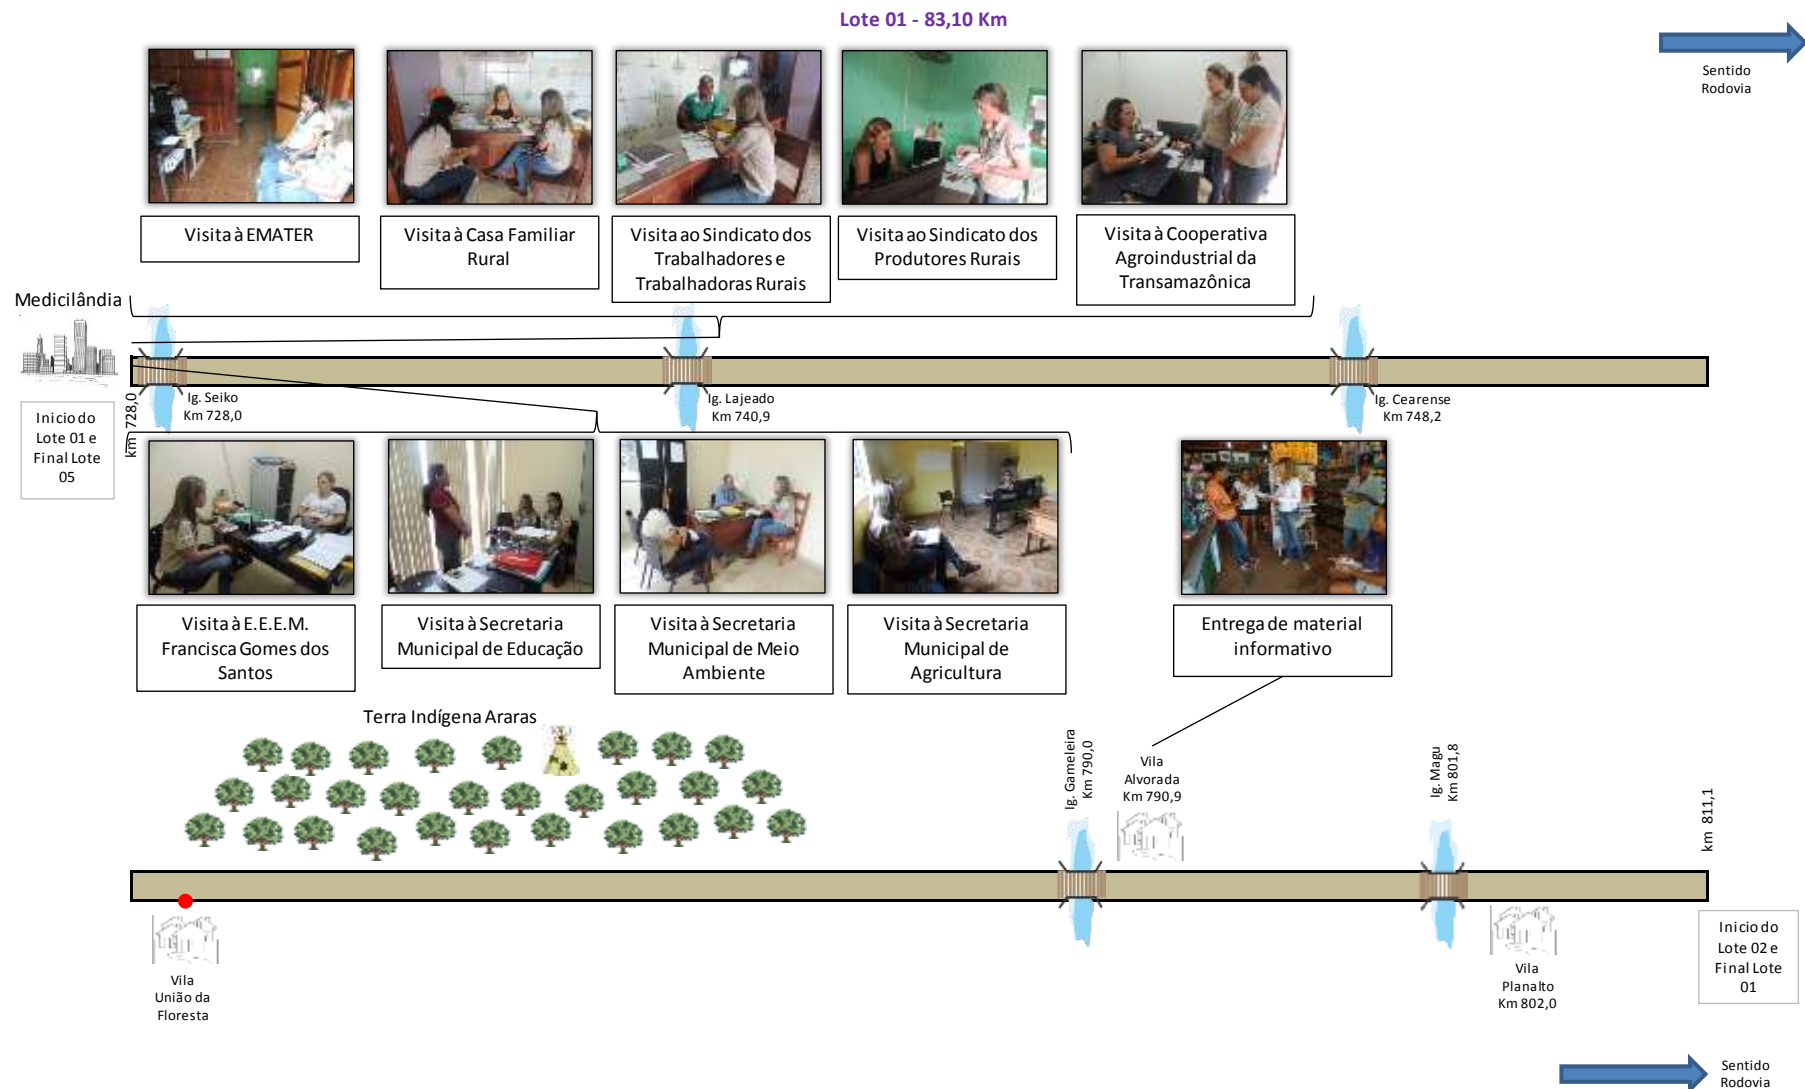 Lote 01 - 83,10 Km
Sentido
Rodovia
Visita à EMATER
Visita à Casa Familiar
Rural
Visita ao Sindicato dos
Trabalhadores e
Trabalhadoras Rurais
Visita ao Sindicato dos
Produtores Rurais
Visita à Cooperativa
Agroindustrial da
Transamazônica
Medicilândia
Inicio do
Lote 01 e
Final Lote
05
km 728,0
Ig. Seiko
Km 728,0
Ig. Lajeado
Km 740,9
Ig. Cearense
Km 748,2
Visita à E.E.E.M.
Francisca Gomes dos
Santos
Visita à Secretaria
Municipal de Educação
Visita à Secretaria
Municipal de Meio
Ambiente
Visita à Secretaria
Municipal de
Agricultura
Entrega de material
informativo
Terra Indígena Araras
Ig. Gameleira
Km 790,0
Vila
Alvorada
Km 790,9
Ig. Magu
Km 801,8
km 811,1
Vila
União da
Floresta
Vila
Planalto
Km 802,0
Inicio do
Lote 02 e
Final Lote
01
Sentido
Rodovia